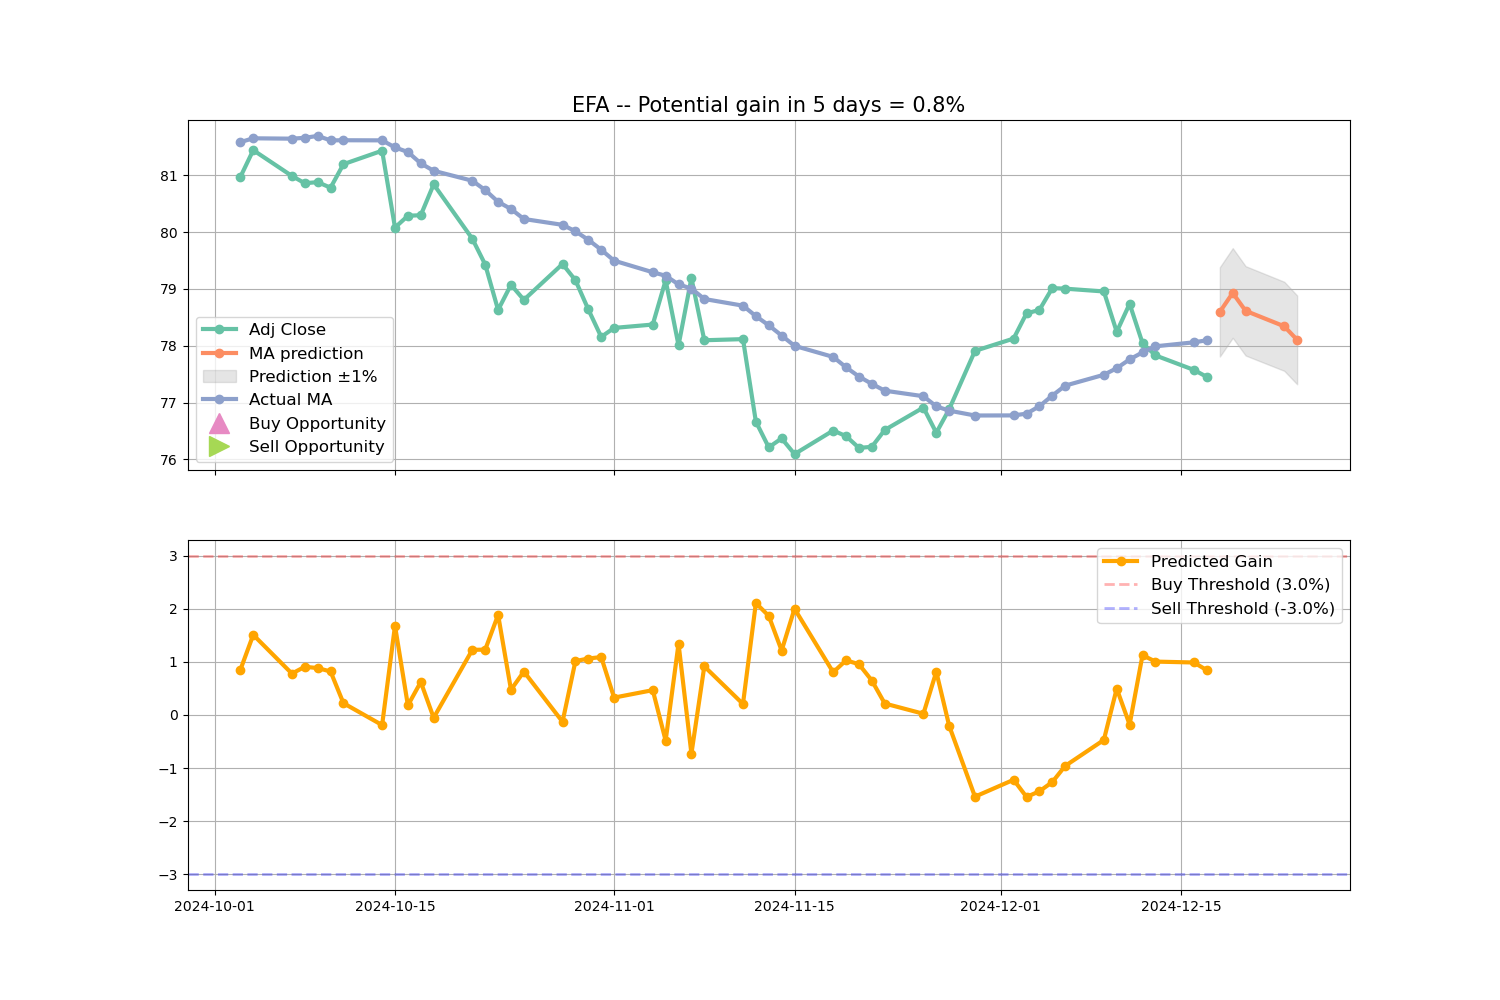 EFA -- Potential gain in 5 days = 0.8%
81
80
79
78
77
76
Adj Close
MA prediction
Prediction ±1%
Actual MA
Buy Opportunity
Sell Opportunity
3
2
1
0
−1
−2
−3
Predicted Gain
Buy Threshold (3.0%)
Sell Threshold (-3.0%)
2024-10-01 2024-10-15 2024-11-01 2024-11-15 2024-12-01 2024-12-15